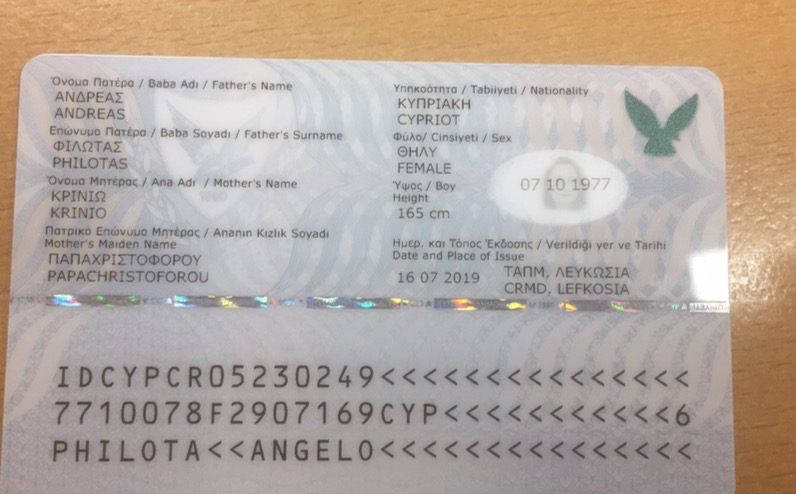 Όνομα Πατέρα / Baba Adı / Father's Name
ΑΝΔΡΕΑΣ
ANDREAS
Επώνυμο Πατέρα / Baba Soyadı / Father's Surname
ΦΙΛΩΤΑΣ
PHILOTAS
Όνομα Μητέρας / Ana Adı / Mother's Name
ΚΡΙΝΙΩ
KRINIO
Πατρικό Επώνυμο Μητέρας / Ananın Kızlık Soyadı
Mother's Maiden Name
ΠΑΠΑΧΡΙΣΤΟΦΟΡΟΥ
PAPACHRISTOFOROU
Υπηκοότητα / Tabiiyeti / Nationality
ΚΥΠΡΙΑΚΗ
CYPRIOT
Φύλο/ Cinsiyeti / Sex
ΘΗΛΥ
FEMALE
Ύψος / Boy
Height
165 cm
07 10 1977
Ημερ. και Τόπος Έκδοσης / Verildiği yer ve Tarihi
Date and Place of Issue
16 07 2019 ΤΑΠΜ, ΛΕΥΚΩΣΙΑ
CRMD, LEFKOSIA
IDCYPCR05230249<<<<<<<<<<<<<<<
7710078F2907169CYP<<<<<<<<<<<6
PHILOTA<<ANGELO<<<<<<<<<<<<<<<